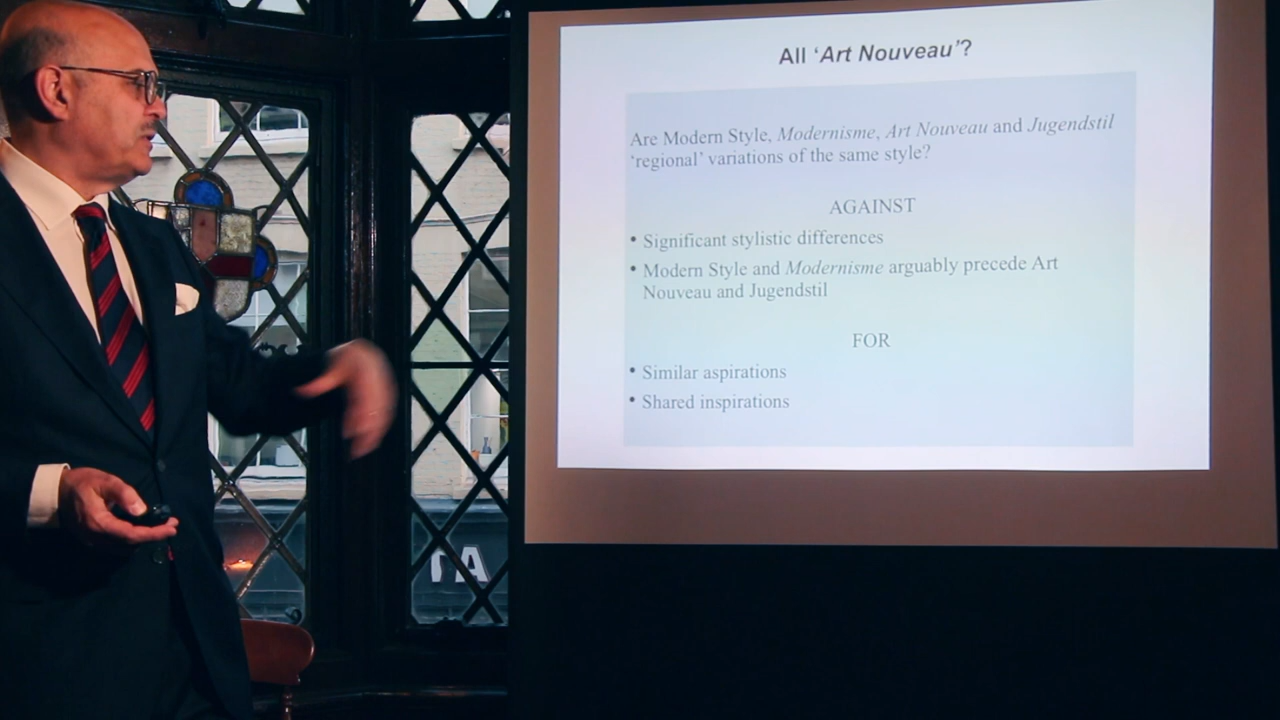 All ‘Art Nouveau’?
Are Modern Style, Modernisme, Art Nouveau and Jugendstil
‘regional’ variations of the same style?
AGAINST
• Significant stylistic differences
• Modern Style and Modernisme arguably precede Art
Nouveau and Jugendstil
FOR
• Similar aspirations
• Shared inspirations